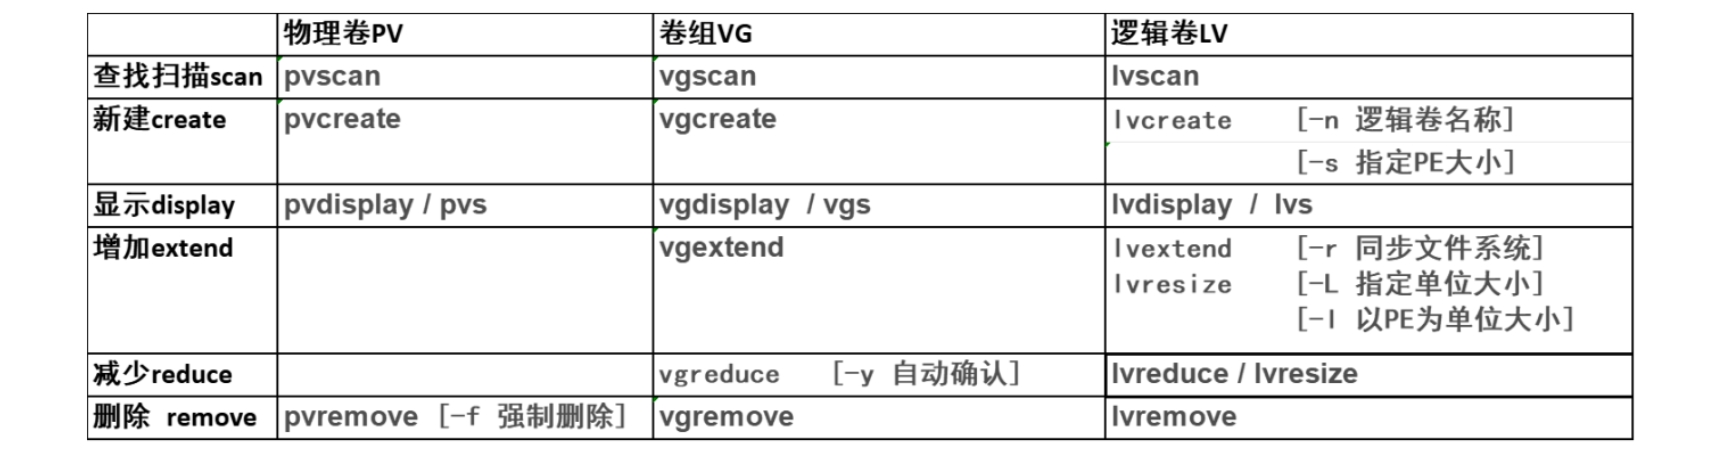 物理卷PV 卷组VG 逻辑卷LV
查找扫描scan pvscan vgscan lvscan
新建create pvcreate vgcreate lvcreate [-n 逻辑卷名称]
[-s 指定PE大小]
显示display pvdisplay / pvs vgdisplay / vgs lvdisplay / lvs
增加extend vgextend lvextend [-r 同步文件系统]
lvresize [-L 指定单位大小]
[-l 以PE为单位大小]
减少reduce vgreduce [-y 自动确认] lvreduce / lvresize
删除 remove pvremove [-f 强制删除] vgremove lvremove